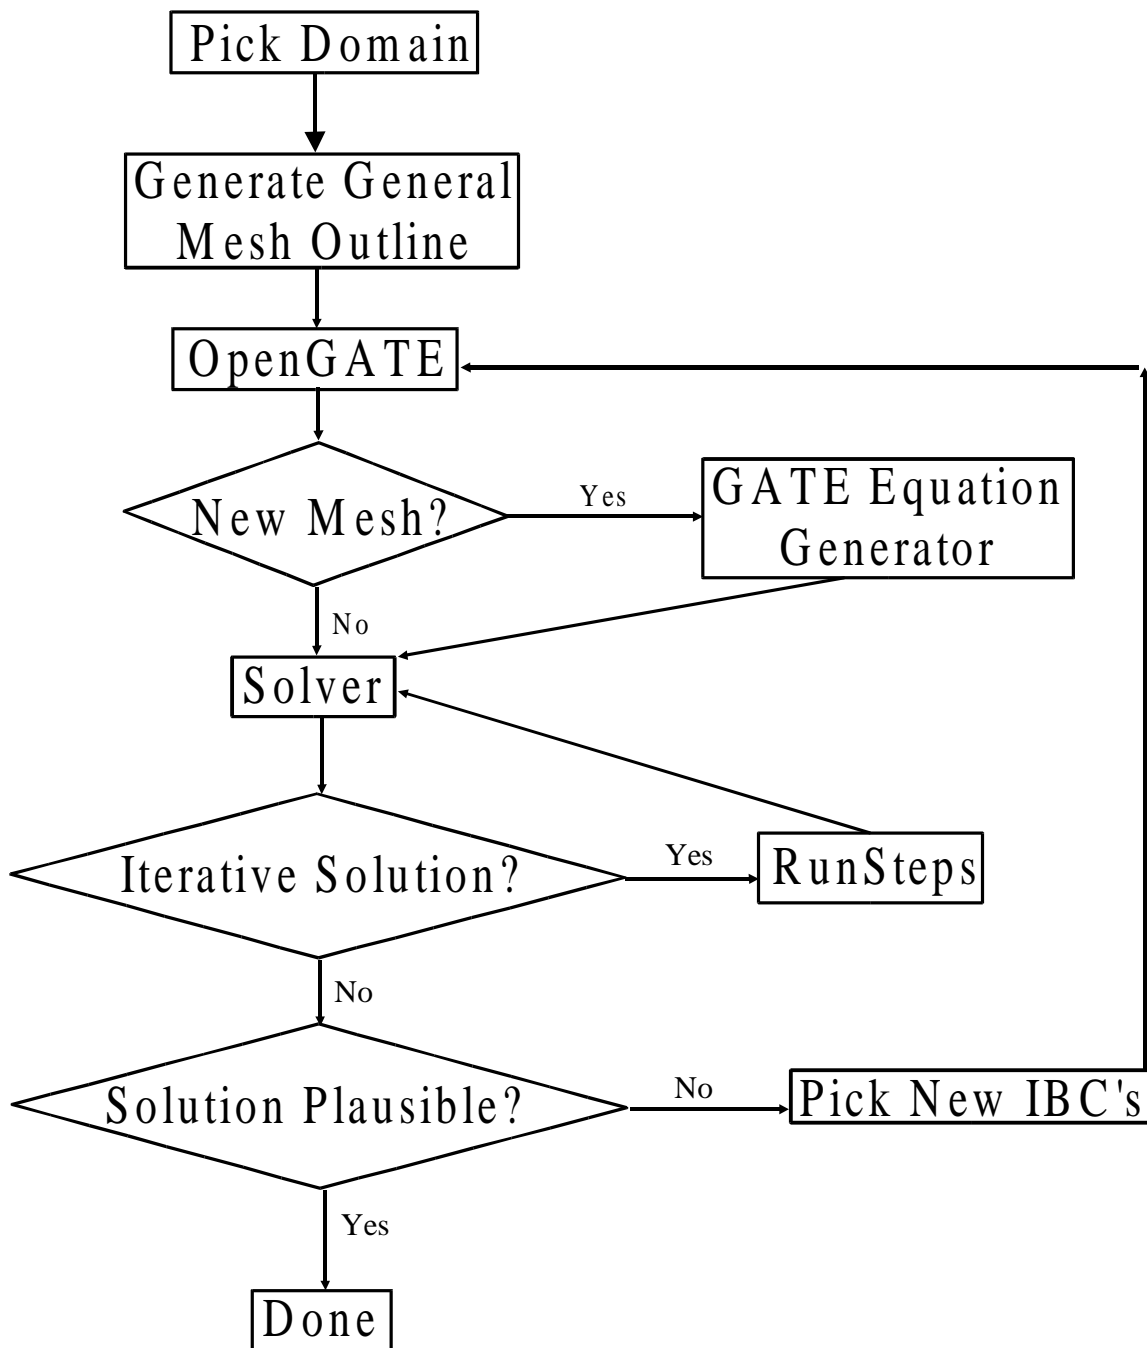 Pick Domain
Generate General
Mesh Outline
OpenGATE
New Mesh?
Yes
GATE Equation
Generator
No
Solver
Iterative Solution?
Yes
RunSteps
No
Solution Plausible?
No
Pick New IBC's
Yes
Done